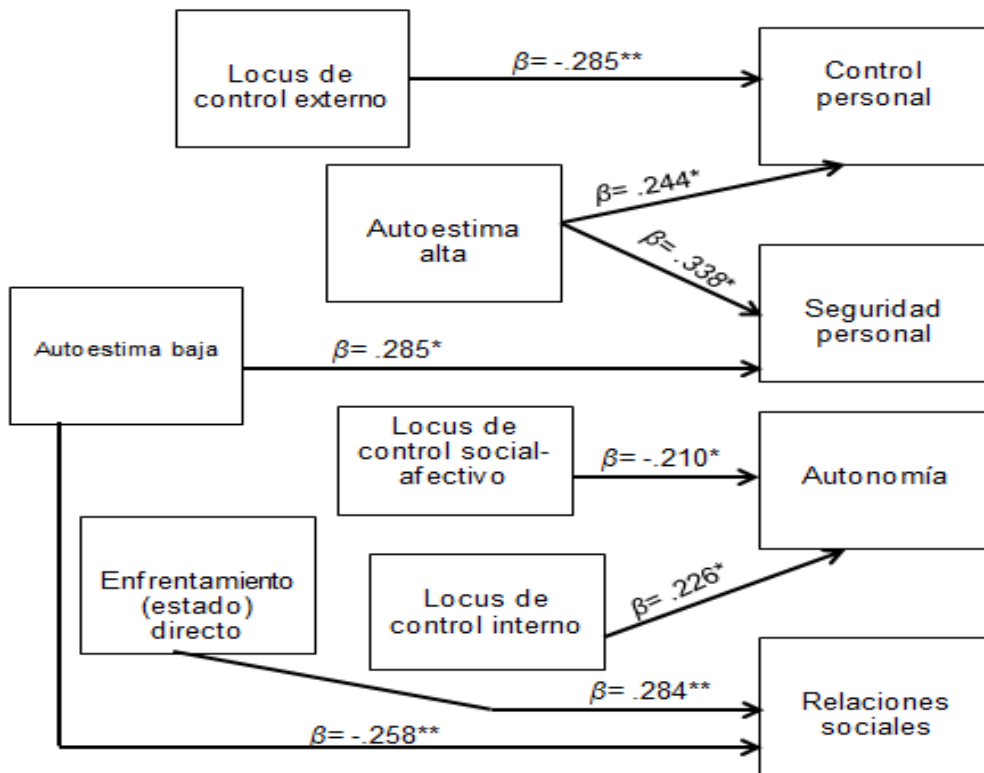 Locus de
control externo
β= -.285**
Control
personal
β= .244*
Autoestima
alta
β= .338*
Seguridad
personal
Autoestima baja
β= .285*
Locus de
control social-
afectivo
β= -.210*
Autonomía
Enfrentamiento
(estado)
directo
Locus de
control interno
β= .226*
β= .284**
Relaciones
sociales
β= -.258**